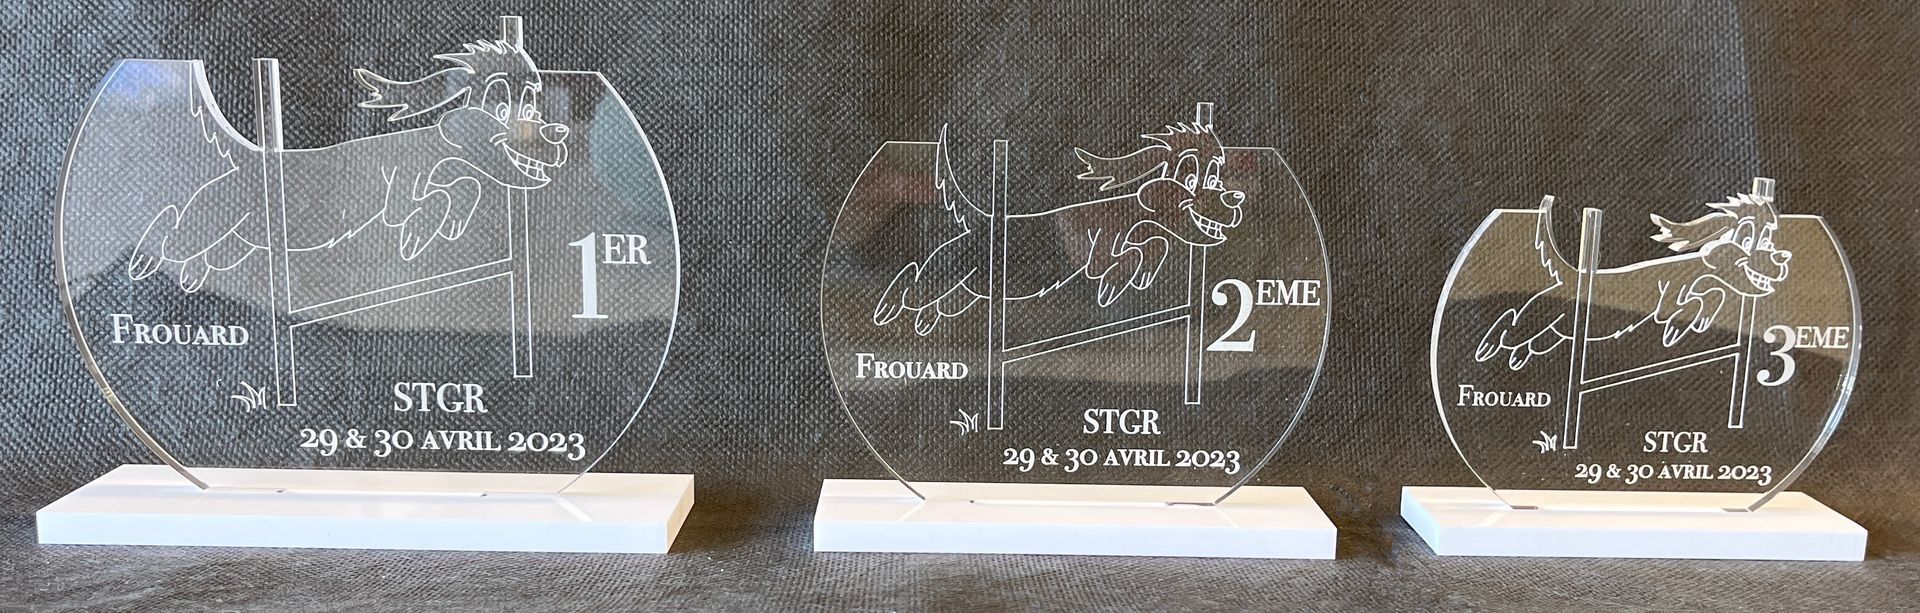 1ER
FROUARD
STGR
29 & 30 AVRIL 2023
2EME
FROUARD
STGR
29 & 30 AVRIL 2023
3EME
FROUARD
STGR
29 & 30 AVRIL 2023